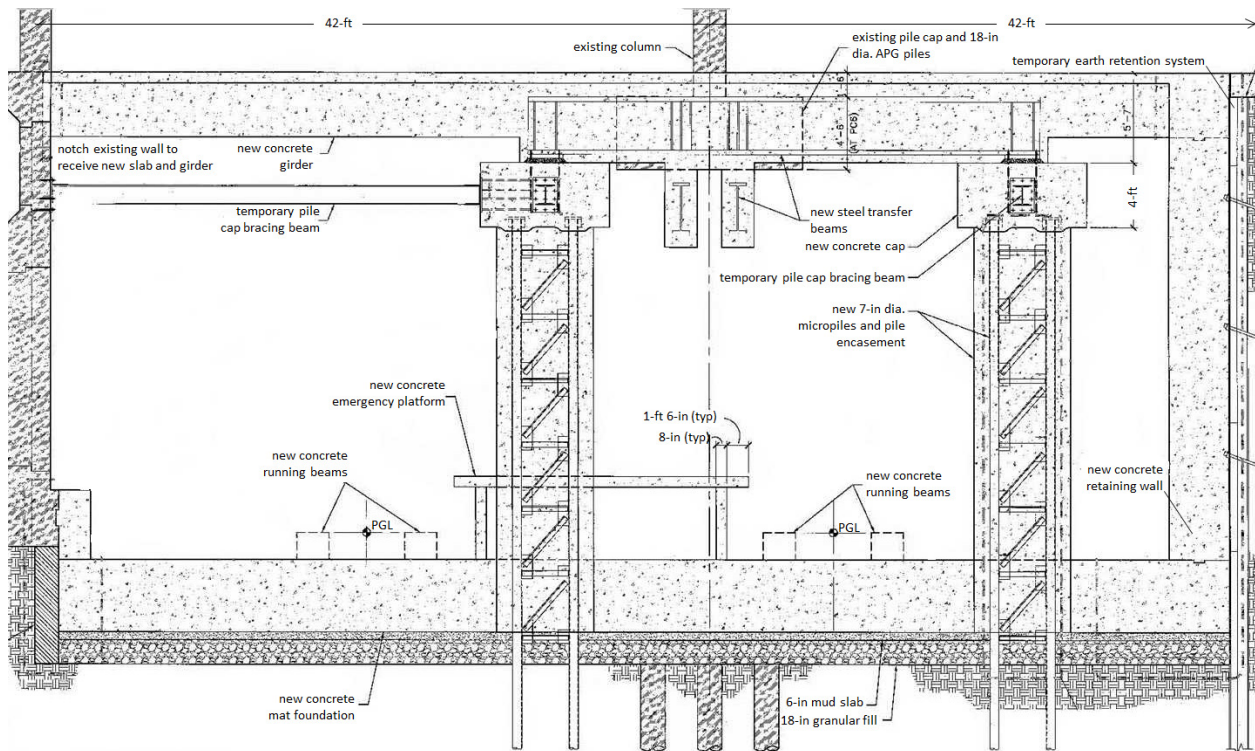 42-ft
42-ft
existing column
existing pile cap and 18-in
dia. APG piles
temporary earth retention system
6
4'-6"
(AT PC5)
5'-7"
notch existing wall to
receive new slab and girder
new concrete
girder
4-ft
temporary pile
cap bracing beam
new steel transfer
beams
new concrete cap
temporary pile cap bracing beam
new 7-in dia.
micropiles and pile
encasement
new concrete
emergency platform
1-ft 6-in (typ)
8-in (typ)
new concrete
running beams
new concrete
running beams
new concrete
retaining wall
PGL
PGL
new concrete
mat foundation
6-in mud slab
18-in granular fill